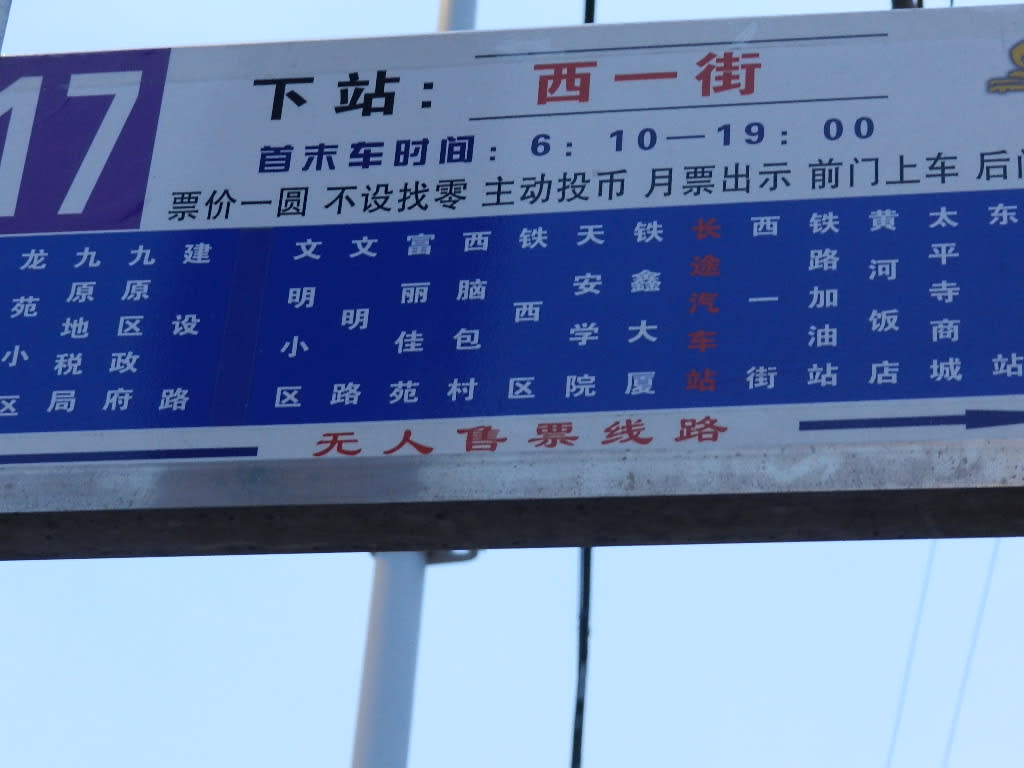 17
下站：西一街
首末车时间：6：10—19：00
票价一圆 不设找零 主动投币 月票出示 前门上车 后门
龙苑小区
九原地税局
九原区政府
建设路
文明小区
文明路
富丽佳苑
西脑包村
铁西区
天安学院
铁鑫大厦
长途汽车站
西一街
铁路加油站
黄河饭店
太平寺商城
东站
无人售票线路